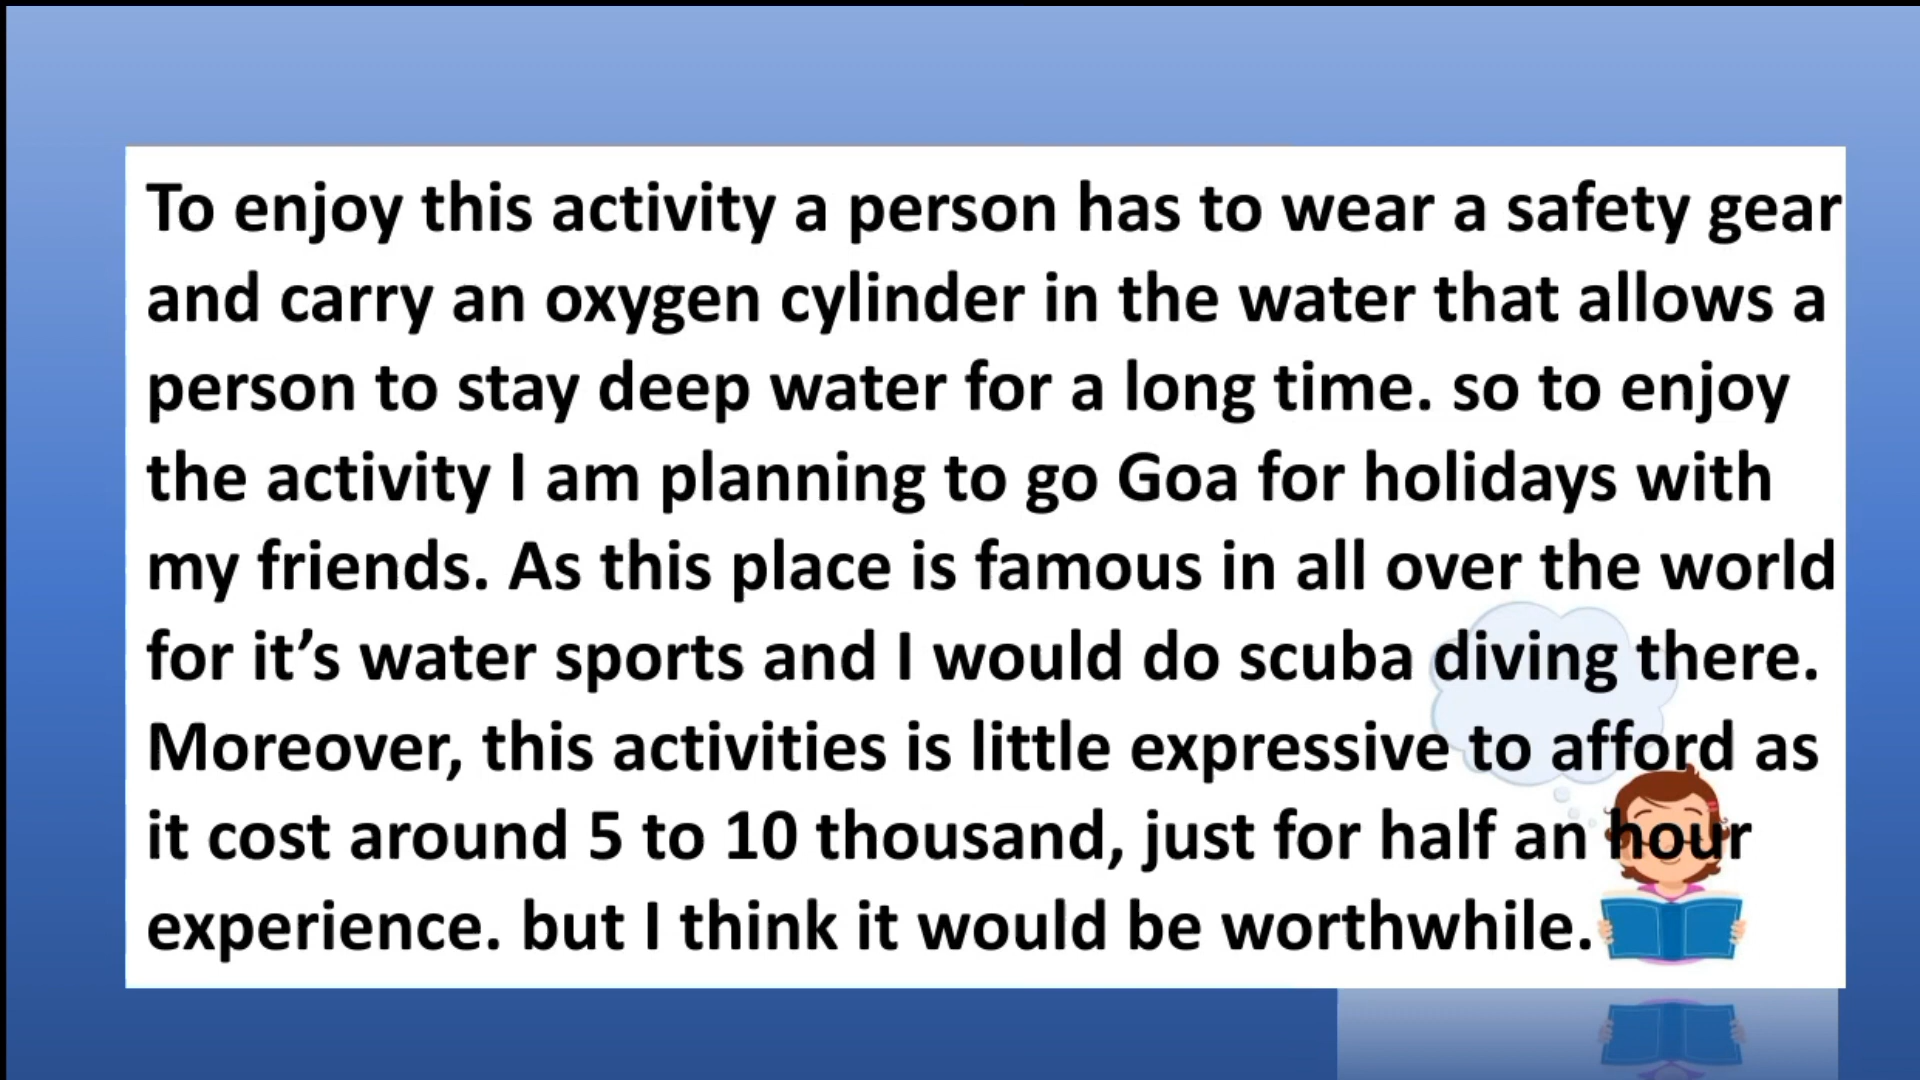 To enjoy this activity a person has to wear a safety gear
and carry an oxygen cylinder in the water that allows a
person to stay deep water for a long time. so to enjoy
the activity I am planning to go Goa for holidays with
my friends. As this place is famous in all over the world
for it’s water sports and I would do scuba diving there.
Moreover, this activities is little expressive to afford as
it cost around 5 to 10 thousand, just for half an hour
experience. but I think it would be worthwhile.